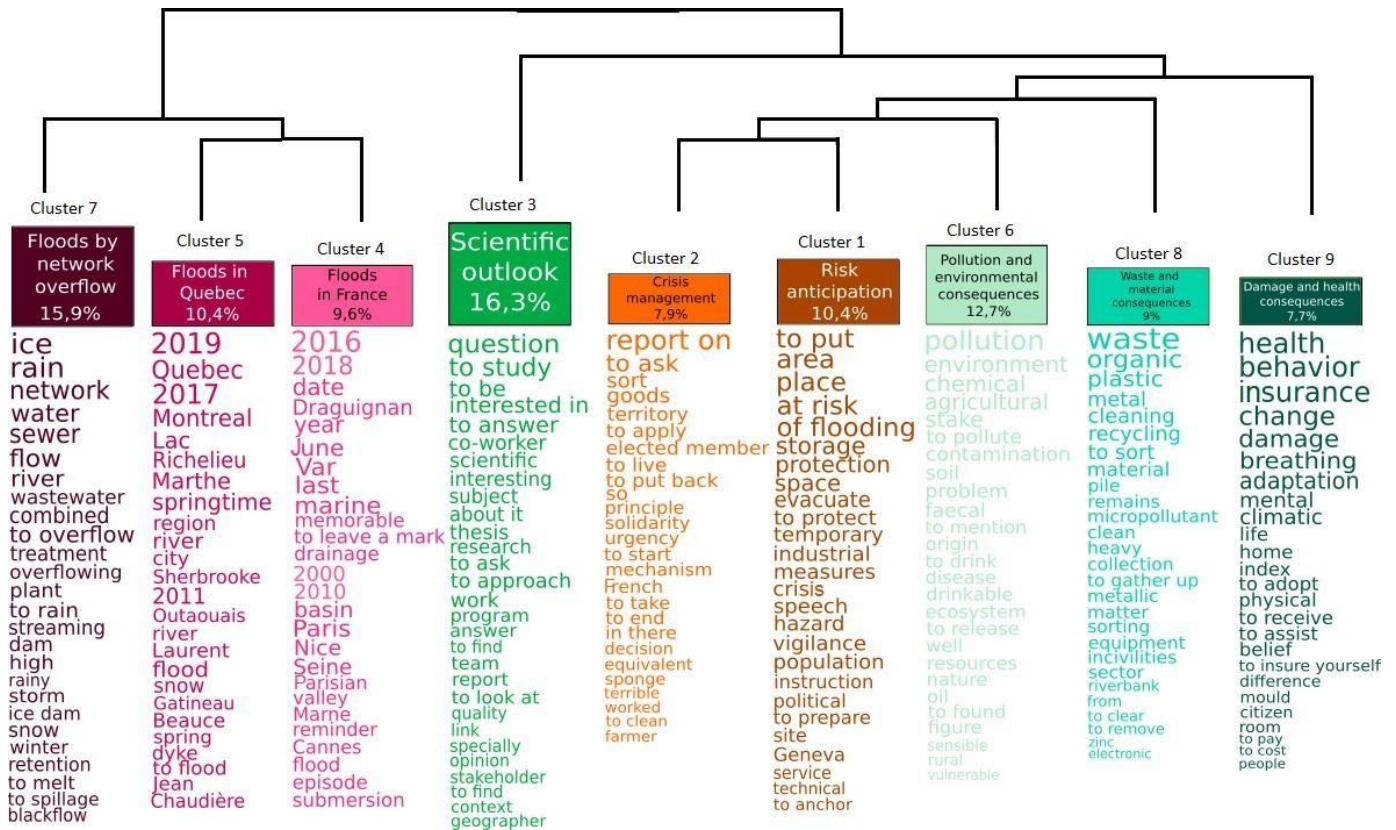 Cluster 7
Floods by
network
overflow
15,9%
ice
rain
network
water
sewer
flow
river
wastewater
combined
to overflow
treatment
overflowing
plant
to rain
streaming
dam
high
rainy
storm
ice dam
snow
winter
retention
to melt
to spillage
blackflow
Cluster 5
Floods in
Quebec
10,4%
2019
Quebec
2017
Montreal
Lac
Richelieu
Marthe
springtime
region
river
city
Sherbrooke
2011
Outaouais
river
Laurent
flood
snow
Gatineau
Beauce
spring
dyke
to flood
Jean
Chaudière
Cluster 4
Floods
in France
9,6%
2016
2018
date
Draguignan
year
June
Var
last
marine
memorable
to leave a mark
drainage
2000
2010
basin
Paris
Nice
Seine
Parisian
valley
Marne
reminder
Cannes
flood
episode
submersion
Cluster 3
Scientific
outlook
16,3%
question
to study
to be
interested in
to answer
co-worker
scientific
interesting
subject
about it
thesis
research
to ask
to approach
work
program
answer
to find
team
report
to look at
quality
link
specially
opinion
stakeholder
to find
context
geographer
Cluster 2
Crisis
management
7,9%
report on
to ask
sort
goods
territory
to apply
elected member
to live
to put back
so
principle
solidarity
urgency
to start
mechanism
French
to take
to end
in there
decision
equivalent
sponge
terrible
worked
to clean
farmer
Cluster 1
Risk
anticipation
10,4%
to put
area
place
at risk
of flooding
storage
protection
space
evacuate
to protect
temporary
industrial
measures
crisis
speech
hazard
vigilance
population
instruction
political
to prepare
site
Geneva
service
technical
to anchor
Cluster 6
Pollution and
environmental
consequences
12,7%
pollution
environment
chemical
agricultural
stake
to pollute
contamination
soil
problem
faecal
to mention
origin
to drink
disease
drinkable
ecosystem
to release
well
resources
nature
oil
to found
figure
sensible
rural
vulnerable
Cluster 8
Waste and
material
consequences
9%
waste
organic
plastic
metal
cleaning
recycling
to sort
material
pile
remains
micropollutant
clean
heavy
collection
to gather up
metallic
matter
sorting
equipment
incivilities
sector
riverbank
from
to clear
to remove
zinc
electronic
Cluster 9
Damage and health
consequences
7,7%
health
behavior
insurance
change
damage
breathing
adaptation
mental
climatic
life
home
index
to adopt
physical
to receive
to assist
belief
to insure yourself
difference
mould
citizen
room
to pay
to cost
people